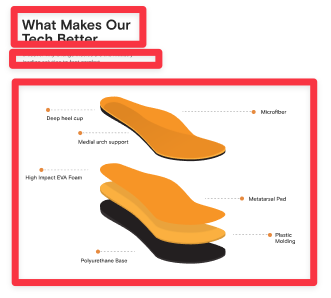 What Makes Our
Tech Better
Deep heel cup
Microfiber
Medial arch support
High Impact EVA Foam
Metatarsal Pad
Plastic
Molding
Polyurethane Base